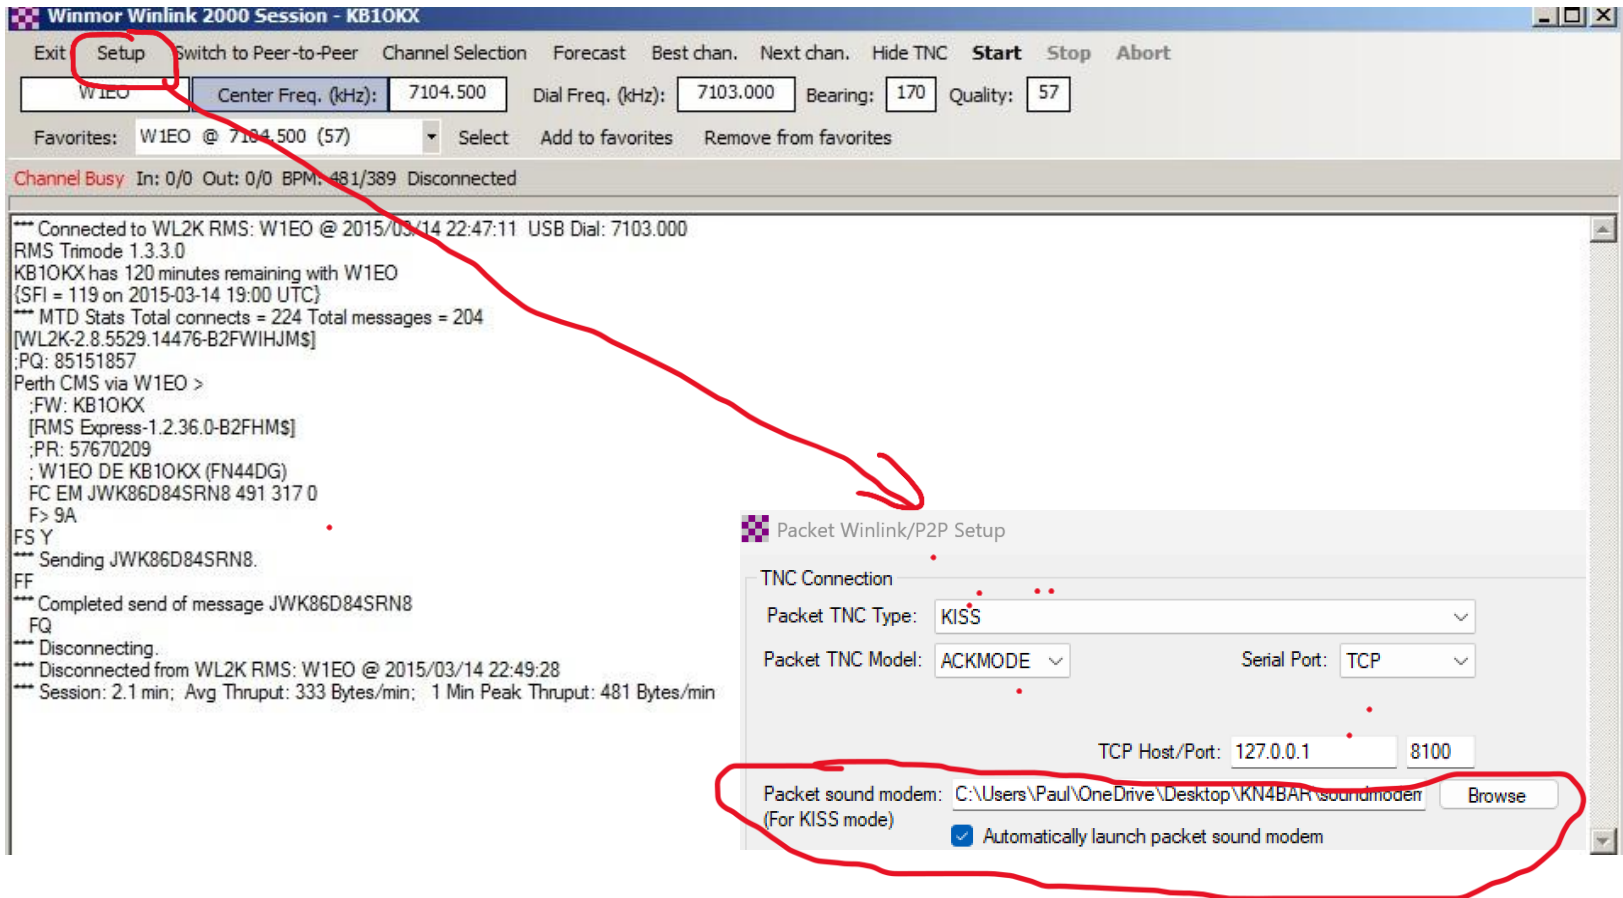 Winmor Winlink 2000 Session - KB1OKX
Exit Setup Switch to Peer-to-Peer Channel Selection Forecast Best chan. Next chan. Hide TNC Start Stop Abort
W1EO Center Freq. (kHz): 7104.500 Dial Freq. (kHz): 7103.000 Bearing: 170 Quality: 57
Favorites: W1EO @ 7104.500 (57) Select Add to favorites Remove from favorites
Channel Busy In: 0/0 Out: 0/0 BPM: 481/389 Disconnected
*** Connected to WL2K RMS: W1EO @ 2015/03/14 22:47:11 USB Dial: 7103.000
RMS Trimode 1.3.3.0
KB1OKX has 120 minutes remaining with W1EO
{SFI = 119 on 2015-03-14 19:00 UTC}
*** MTD Stats Total connects = 224 Total messages = 204
[WL2K-2.8.5529.14476-B2FWIHJM$]
;PQ: 85151857
Perth CMS via W1EO >
;FW: KB1OKX
[RMS Express-1.2.36.0-B2FHM$]
;PR: 57670209
; W1EO DE KB1OKX (FN44DG)
FC EM JWK86D84SRN8 491 317 0
F> 9A
FS Y
*** Sending JWK86D84SRN8.
FF
*** Completed send of message JWK86D84SRN8
FQ
*** Disconnecting.
*** Disconnected from WL2K RMS: W1EO @ 2015/03/14 22:49:28
*** Session: 2.1 min; Avg Thruput: 333 Bytes/min; 1 Min Peak Thruput: 481 Bytes/min
Packet Winlink/P2P Setup
TNC Connection
Packet TNC Type: KISS
Packet TNC Model: ACKMODE Serial Port: TCP
TCP Host/Port: 127.0.0.1 8100
Packet sound modem: C:\Users\Paul\OneDrive\Desktop\KN4BAR\soundmodem Browse
(For KISS mode)
Automatically launch packet sound modem